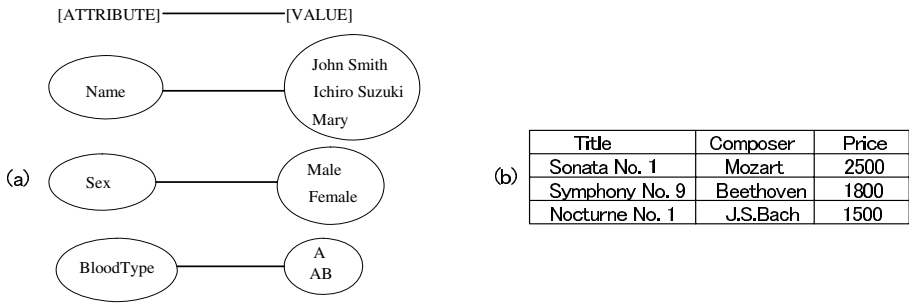 [ATTRIBUTE] [VALUE]
Name
John Smith
Ichiro Suzuki
Mary
(a)
Sex
Male
Female
BloodType
A
AB
(b)
Title Composer Price
Sonata No. 1 Mozart 2500
Symphony No. 9 Beethoven 1800
Nocturne No. 1 J.S.Bach 1500